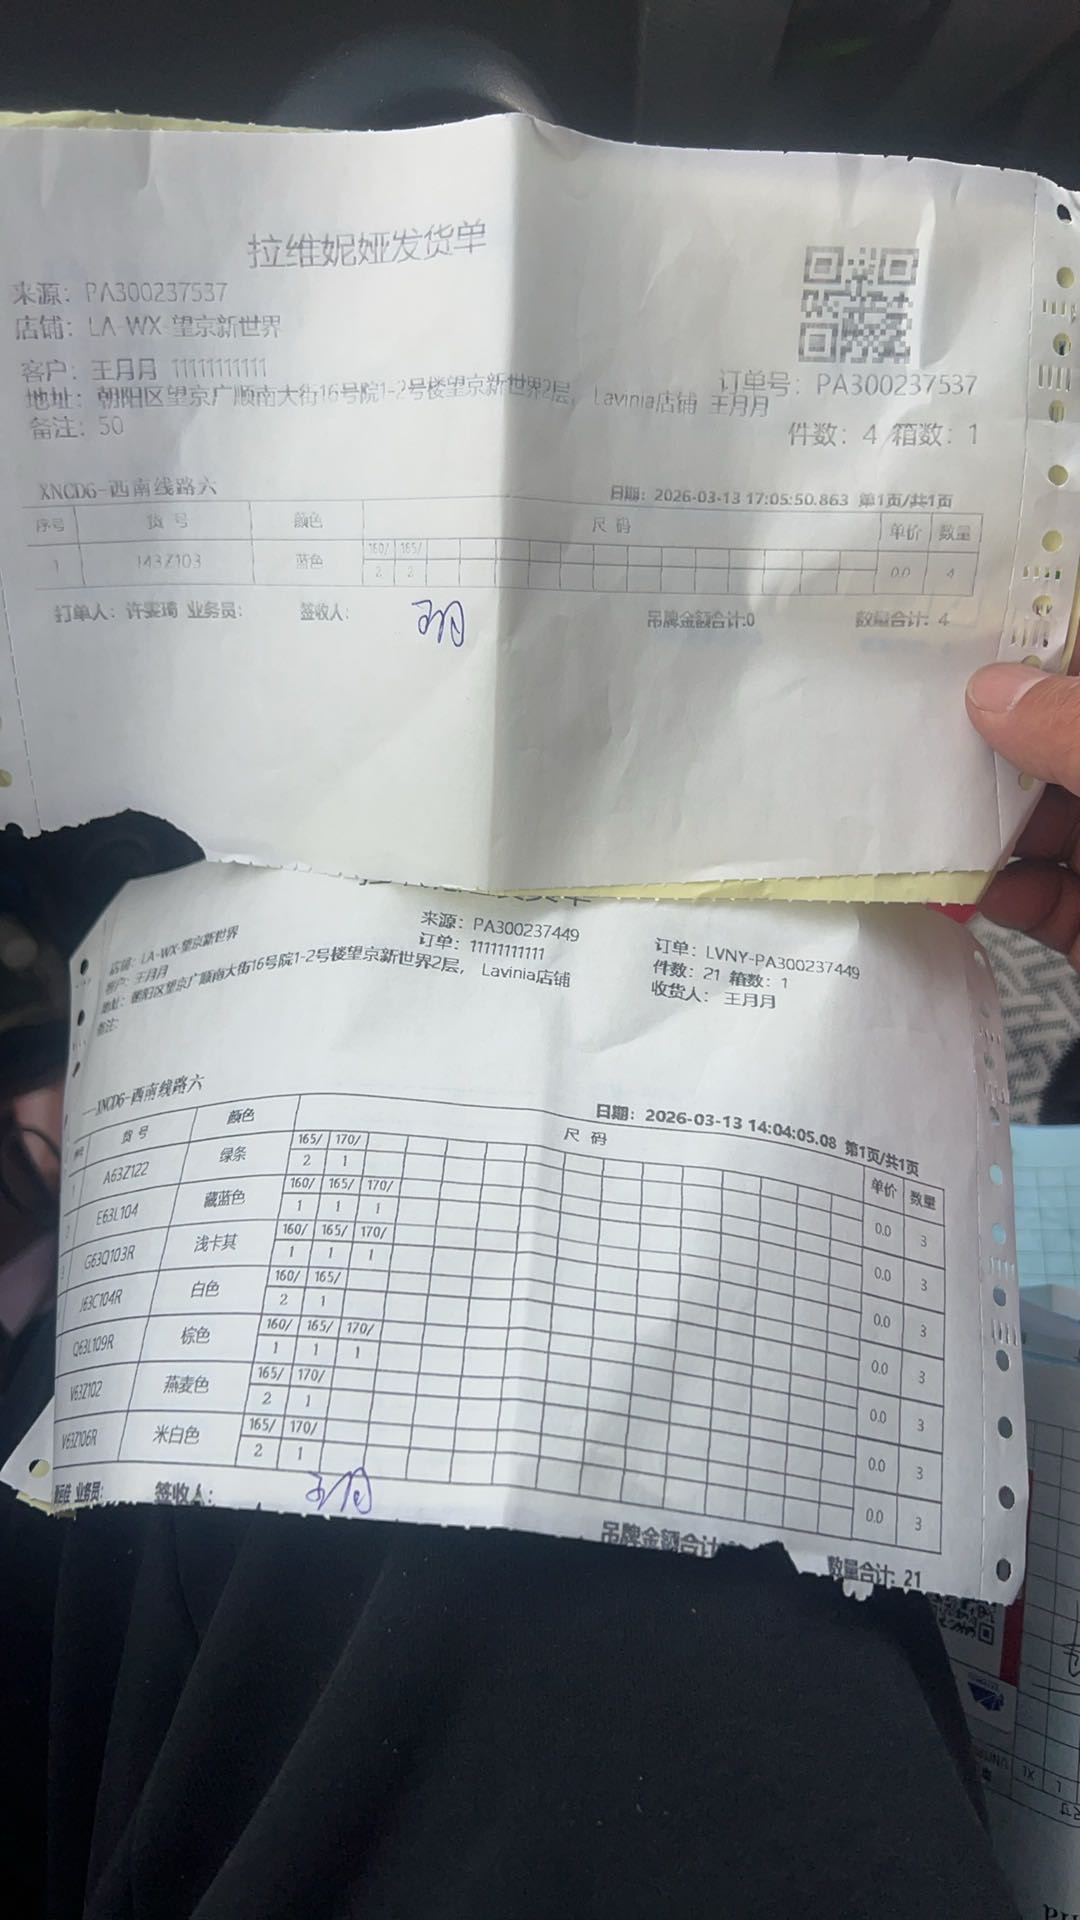 拉维妮娅发货单
来源：PA300237537
店铺：LA-WX-望京新世界
客户：王月月 11111111111
订单号：PA300237537
地址：朝阳区望京广顺南大街16号院1-2号楼望京新世界2层，Lavinia店铺 王月月
备注：50
件数：4 箱数：1
XNCD6-西南线路六
日期：2026-03-13 17:05:50.863 第1页/共1页
序号 货号 颜色 尺码 单价 数量
160/ 165/
1 J43Z103 蓝色 2 2 0.0 4
打单人：许雯琦 业务员： 签收人： 吊牌金额合计:0 数量合计: 4
来源：PA300237449
店铺：LA-WX-望京新世界
订单：11111111111
订单：LVNY-PA300237449
客户：王月月
件数：21 箱数：1
地址：朝阳区望京广顺南大街16号院1-2号楼望京新世界2层，Lavinia店铺
收货人：王月月
备注：
XNCD6-西南线路六
日期：2026-03-13 14:04:05.08 第1页/共1页
货号 颜色 尺码 单价 数量
165/ 170/
A63Z122 绿条 2 1 0.0 3
160/ 165/ 170/
E63L104 藏蓝色 1 1 1 0.0 3
160/ 165/ 170/
G63Q103R 浅卡其 1 1 1 0.0 3
160/ 165/
J63C104R 白色 2 1 0.0 3
160/ 165/ 170/
Q63L109R 棕色 1 1 1 0.0 3
165/ 170/
V63Z102 燕麦色 2 1 0.0 3
165/ 170/
V63Z106R 米白色 2 1 0.0 3
业务员： 签收人： 吊牌金额合计 数量合计: 21
XL L